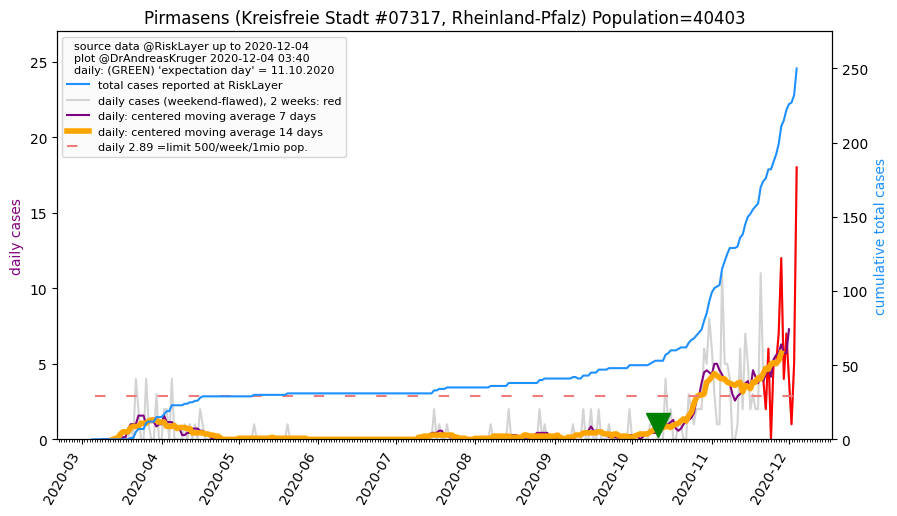 Pirmasens (Kreisfreie Stadt #07317, Rheinland-Pfalz) Population=40403
source data @RiskLayer up to 2020-12-04
plot @DrAndreasKruger 2020-12-04 03:40
daily: (GREEN) 'expectation day' = 11.10.2020
total cases reported at RiskLayer
daily cases (weekend-flawed), 2 weeks: red
daily: centered moving average 7 days
daily: centered moving average 14 days
daily 2.89 =limit 500/week/1mio pop.
daily cases
25
20
15
10
5
0
cumulative total cases
250
200
150
100
50
0
2020-03
2020-04
2020-05
2020-06
2020-07
2020-08
2020-09
2020-10
2020-11
2020-12